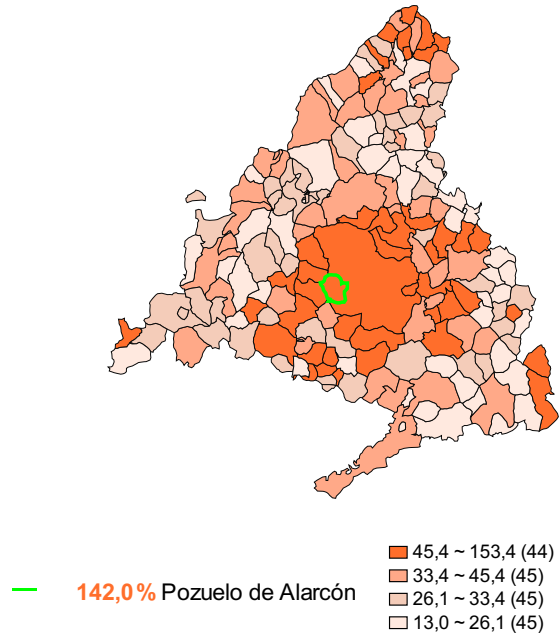 45,4 ~ 153,4 (44)
33,4 ~ 45,4 (45)
26,1 ~ 33,4 (45)
13,0 ~ 26,1 (45)
142,0 % Pozuelo de Alarcón